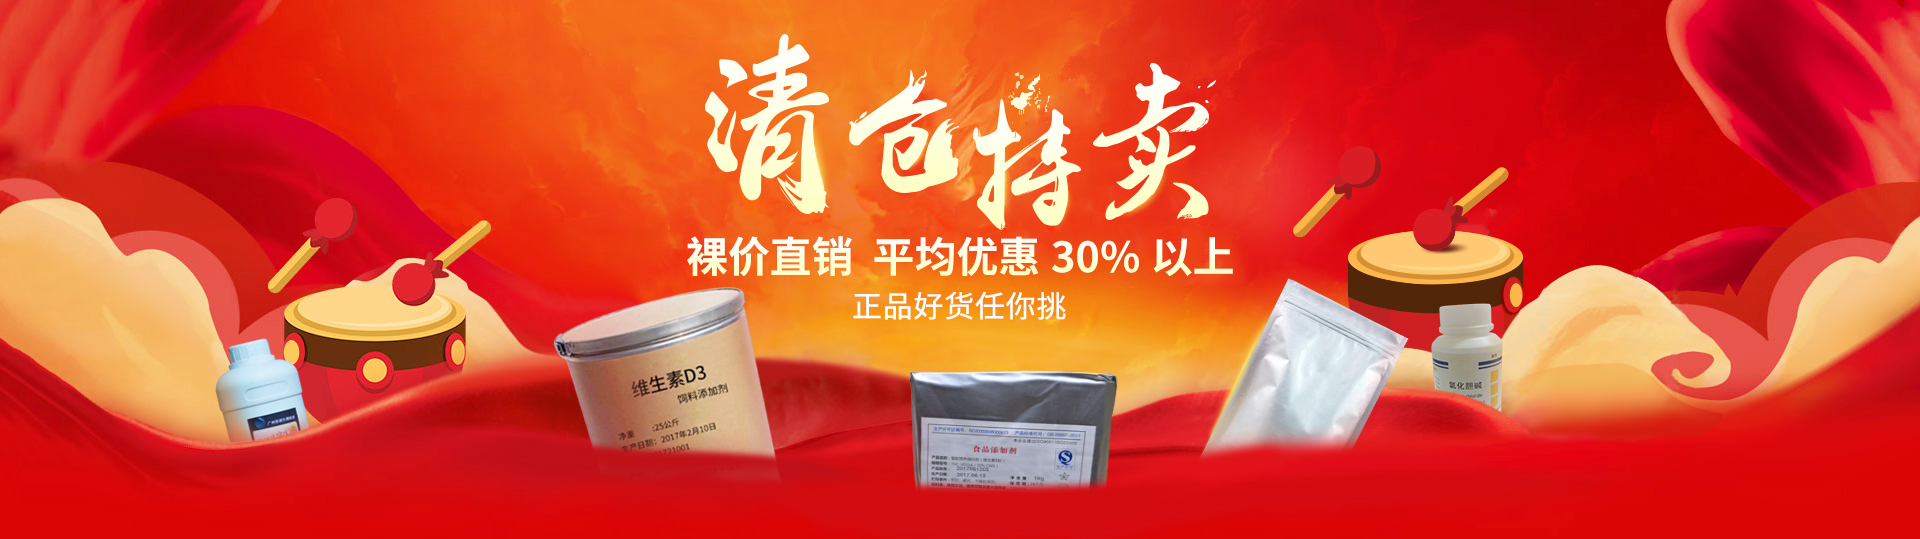 清仓特卖
裸价直销 平均优惠 30% 以上
正品好货任你挑
维生素D3
饲料添加剂
净重 :25公斤
生产日期: 2017年2月10日
食品添加剂
氯化胆碱